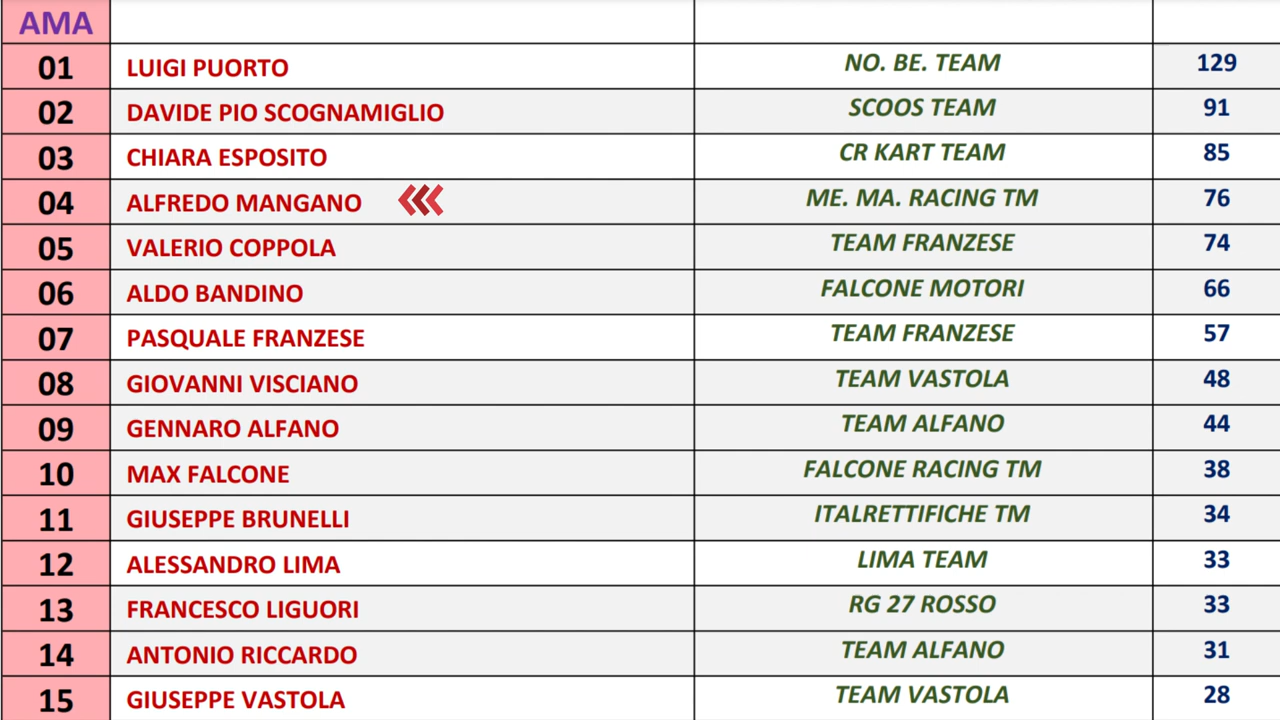 AMA
01 LUIGI PUORTO NO. BE. TEAM 129
02 DAVIDE PIO SCOGNAMIGLIO SCOOS TEAM 91
03 CHIARA ESPOSITO CR KART TEAM 85
04 ALFREDO MANGANO ME. MA. RACING TM 76
05 VALERIO COPPOLA TEAM FRANZESE 74
06 ALDO BANDINO FALCONE MOTORI 66
07 PASQUALE FRANZESE TEAM FRANZESE 57
08 GIOVANNI VISCIANO TEAM VASTOLA 48
09 GENNARO ALFANO TEAM ALFANO 44
10 MAX FALCONE FALCONE RACING TM 38
11 GIUSEPPE BRUNELLI ITALRETTIFICHE TM 34
12 ALESSANDRO LIMA LIMA TEAM 33
13 FRANCESCO LIGUORI RG 27 ROSSO 33
14 ANTONIO RICCARDO TEAM ALFANO 31
15 GIUSEPPE VASTOLA TEAM VASTOLA 28